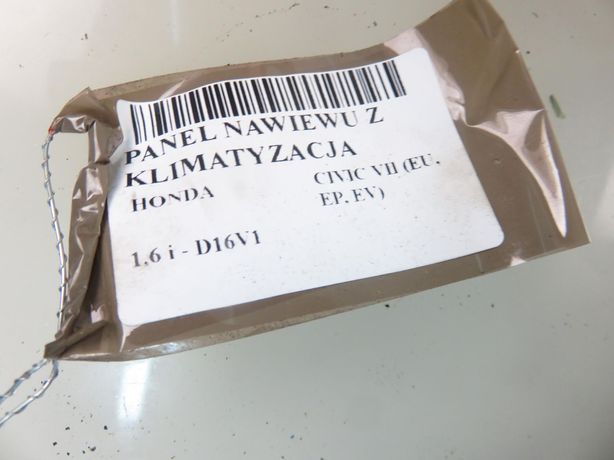 PANEL NAWIEWU Z
KLIMATYZACJA
HONDA CIVIC VII (EU,
EP, EV)
1.6 i - D16V1